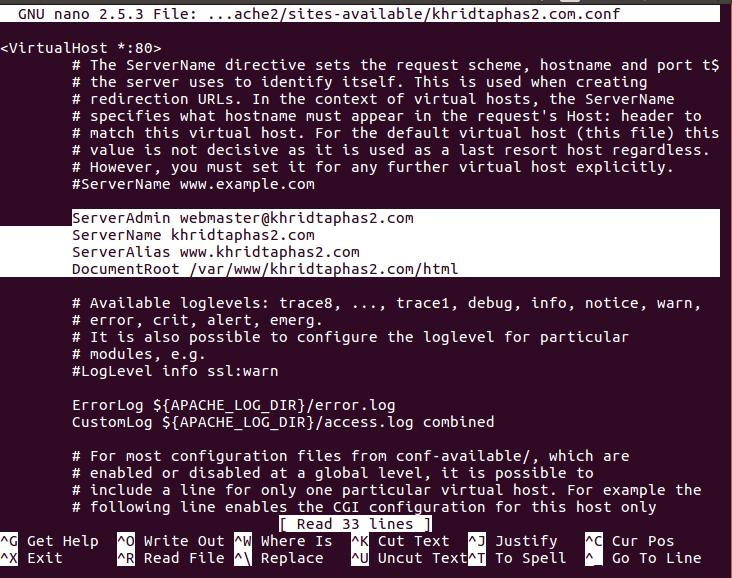 GNU nano 2.5.3 File: ...ache2/sites-available/khridtaphas2.com.conf
<VirtualHost *:80>
# The ServerName directive sets the request scheme, hostname and port t$
# the server uses to identify itself. This is used when creating
# redirection URLs. In the context of virtual hosts, the ServerName
# specifies what hostname must appear in the request's Host: header to
# match this virtual host. For the default virtual host (this file) this
# value is not decisive as it is used as a last resort host regardless.
# However, you must set it for any further virtual host explicitly.
#ServerName www.example.com
ServerAdmin webmaster@khridtaphas2.com
ServerName khridtaphas2.com
ServerAlias www.khridtaphas2.com
DocumentRoot /var/www/khridtaphas2.com/html
# Available loglevels: trace8, ..., trace1, debug, info, notice, warn,
# error, crit, alert, emerg.
# It is also possible to configure the loglevel for particular
# modules, e.g.
#LogLevel info ssl:warn
ErrorLog ${APACHE_LOG_DIR}/error.log
CustomLog ${APACHE_LOG_DIR}/access.log combined
# For most configuration files from conf-available/, which are
# enabled or disabled at a global level, it is possible to
# include a line for only one particular virtual host. For example the
# following line enables the CGI configuration for this host only
[ Read 33 lines ]
^G Get Help ^O Write Out ^W Where Is ^K Cut Text ^J Justify ^C Cur Pos
^X Exit ^R Read File ^\ Replace ^U Uncut Text ^T To Spell ^_ Go To Line